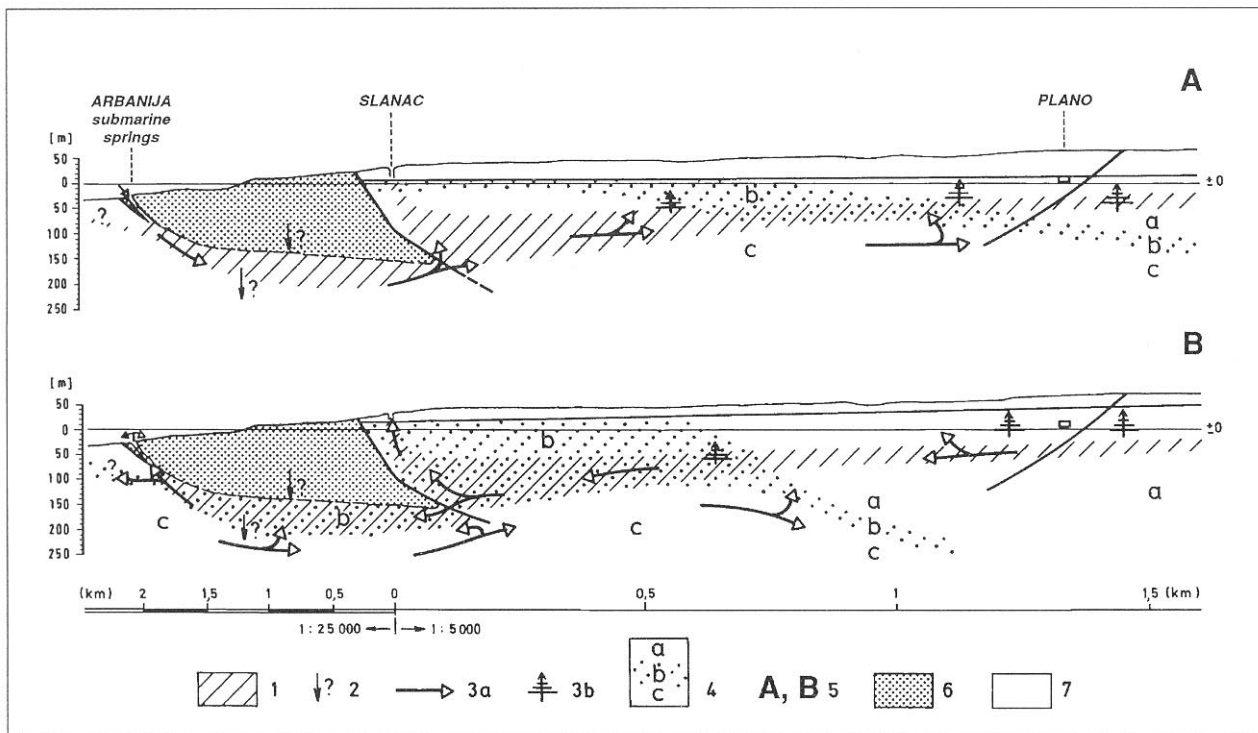 A
ARBANIJA
submarine
springs
SLANAC
PLANO
[m]
50
0
50
100
150
200
250
±0
?
?
?
b
c
a
b
c
B
[m]
50
0
50
100
150
200
250
±0
?
?
?
c
b
b
c
a
b
c
a
(km) 2 1,5 1 0,5 0 0,5 1 1,5 (km)
1:25 000 1:5000
1 ? 2 3a 3b a b c 4 A, B 5 6 7